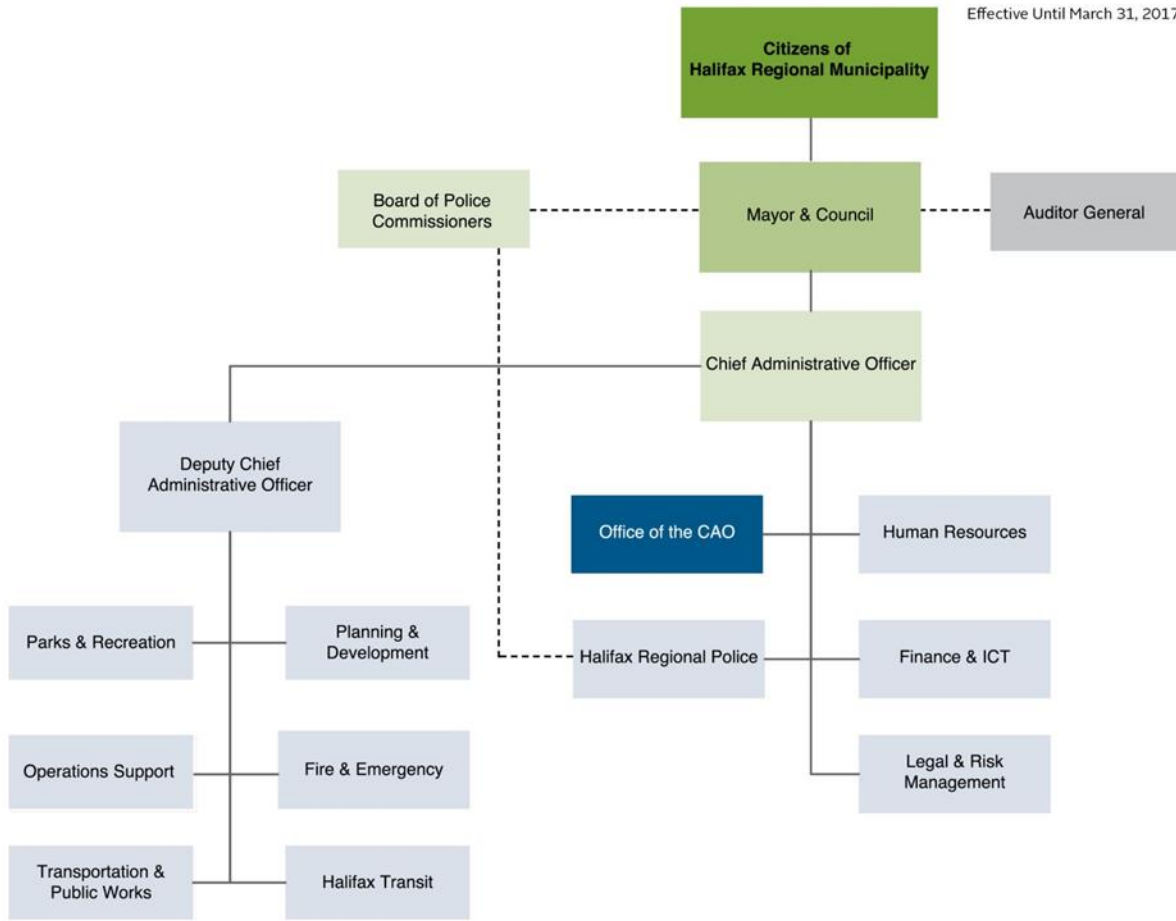 Effective Until March 31, 2017
Citizens of
Halifax Regional Municipality
Board of Police
Commissioners
Mayor & Council
Auditor General
Chief Administrative Officer
Deputy Chief
Administrative Officer
Office of the CAO
Human Resources
Parks & Recreation
Planning &
Development
Halifax Regional Police
Finance & ICT
Operations Support
Fire & Emergency
Legal & Risk
Management
Transportation &
Public Works
Halifax Transit